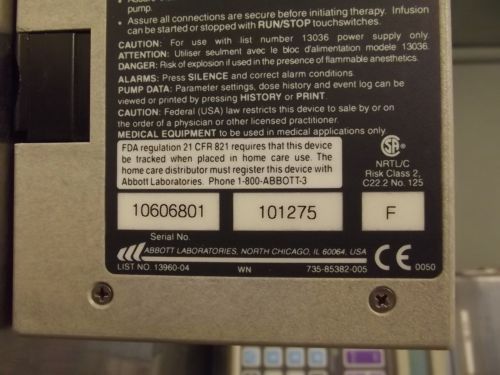 pump.
• Assure all connections are secure before initiating therapy. Infusion
can be started or stopped with RUN/STOP touchswitches.
CAUTION: For use with list number 13036 power supply only.
ATTENTION: Utiliser seulment avec le bloc d'alimentation modele 13036.
DANGER: Risk of explosion if used in the presence of flammable anesthetics.
ALARMS: Press SILENCE and correct alarm conditions
PUMP DATA: Parameter settings, dose history and event log can be
viewed or printed by pressing HISTORY or PRINT.
CAUTION: Federal (USA) law restricts this device to sale by or on
the order of a physician or other licensed practitioner.
MEDICAL EQUIPMENT to be used in medical applications only
FDA regulation 21 CFR 821 requires that this device
be tracked when placed in home care use. The
home care distributor must register this device with
Abbott Laboratories. Phone 1-800-ABBOTT-3
SA
NRTL/C
Risk Class 2,
C22.2 No. 125
10606801 101275 F
Serial No.
ABBOTT LABORATORIES, NORTH CHICAGO, IL 60064, USA
LIST NO. 13960-04 WN 735-85382-005
CE 0050